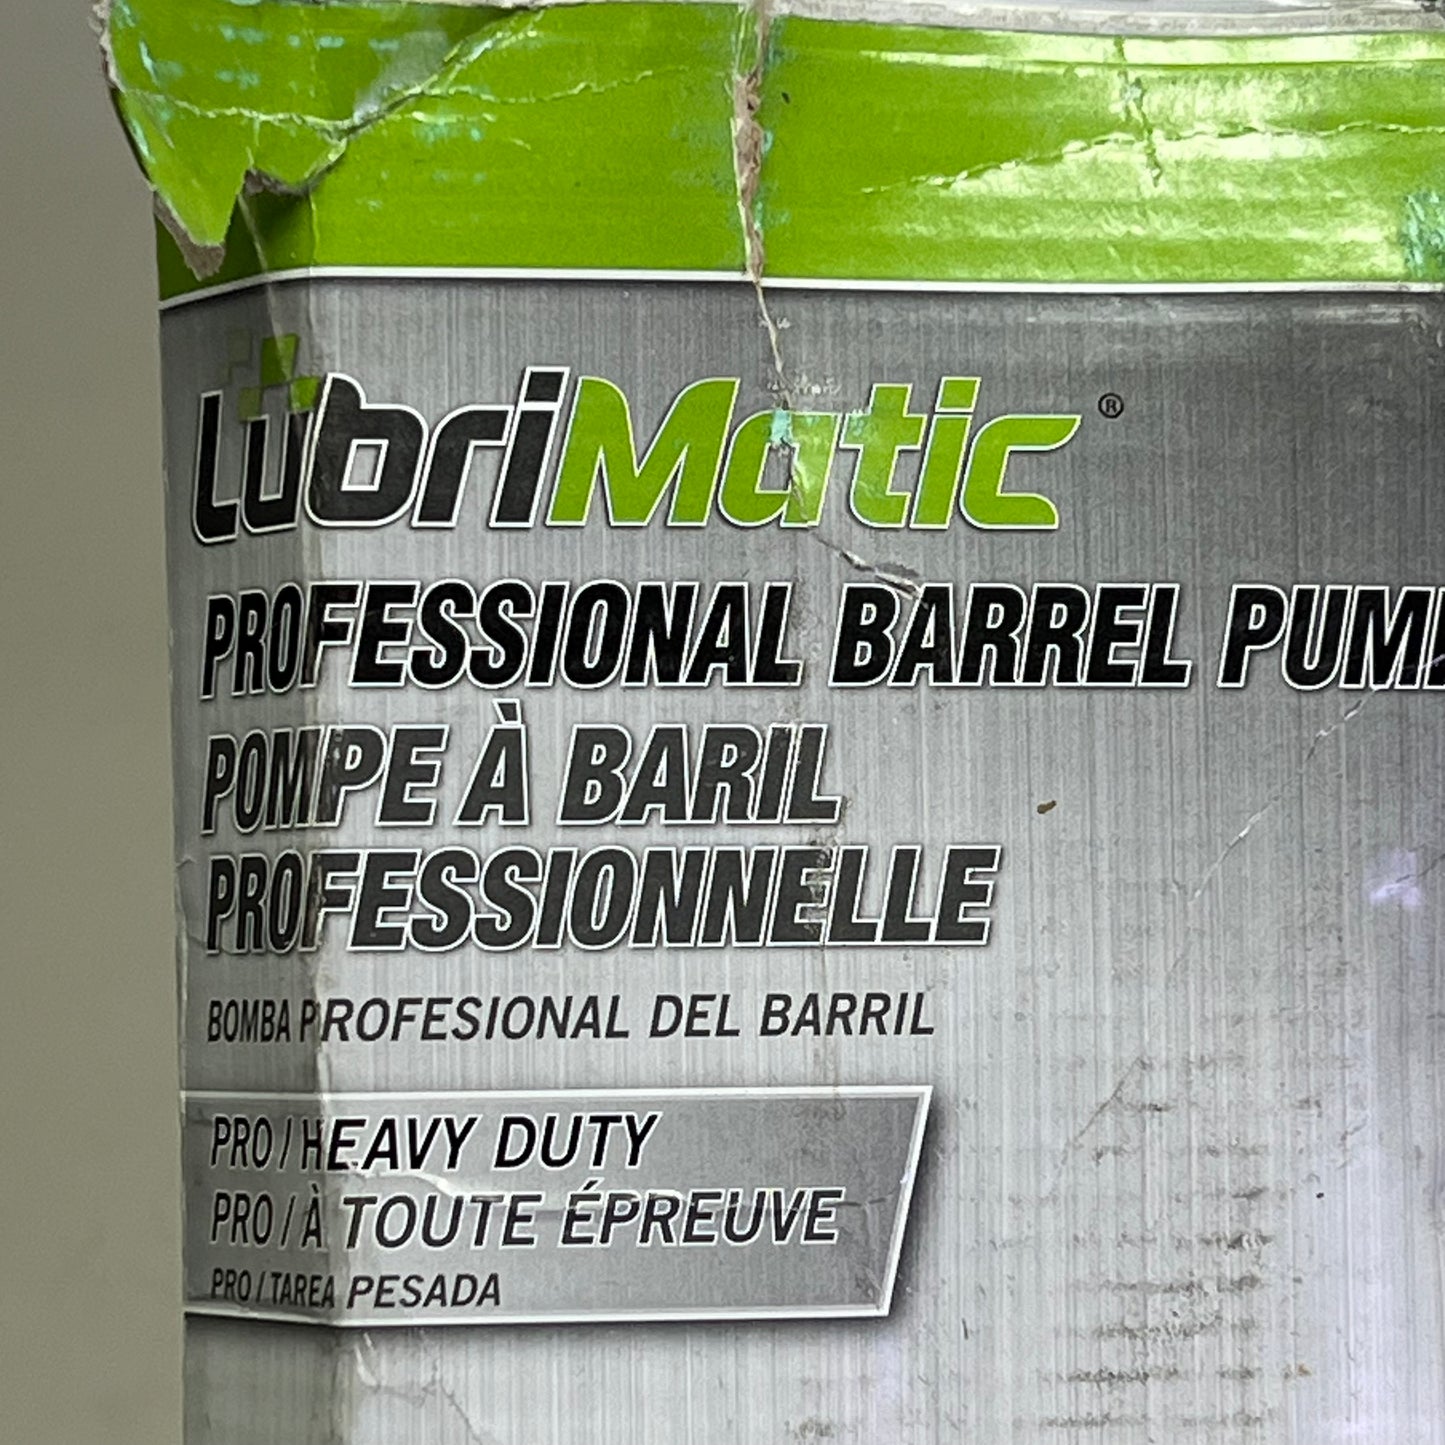 LubriMatic®
PROFESSIONAL BARREL PUM
POMPE À BARIL
PROFESSIONNELLE
BOMBA PROFESIONAL DEL BARRIL
PRO / HEAVY DUTY
PRO / À TOUTE ÉPREUVE
PRO / TAREA PESADA